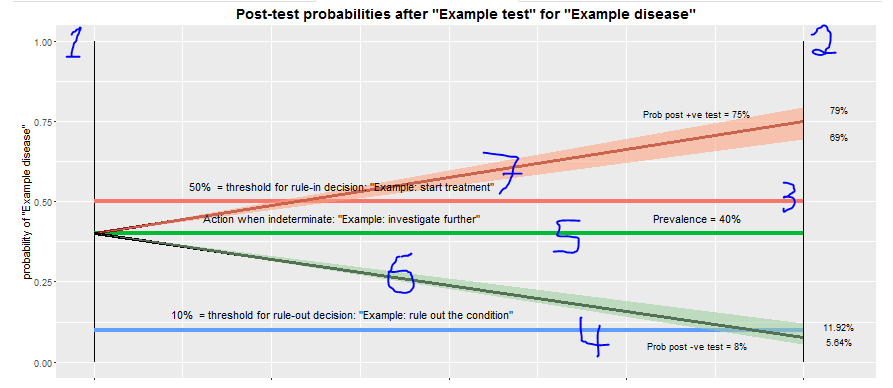 Post-test probabilities after "Example test" for "Example disease"
1
2
1.00
probability of "Example disease"
Prob post +ve test = 75%
79%
0.75
69%
7
50% = threshold for rule-in decision: "Example: start treatment"
3
0.50
Action when indeterminate: "Example: investigate further"
Prevalence = 40%
5
6
0.25
10% = threshold for rule-out decision: "Example: rule out the condition"
4
11.92%
Prob post -ve test = 8%
5.64%
0.00